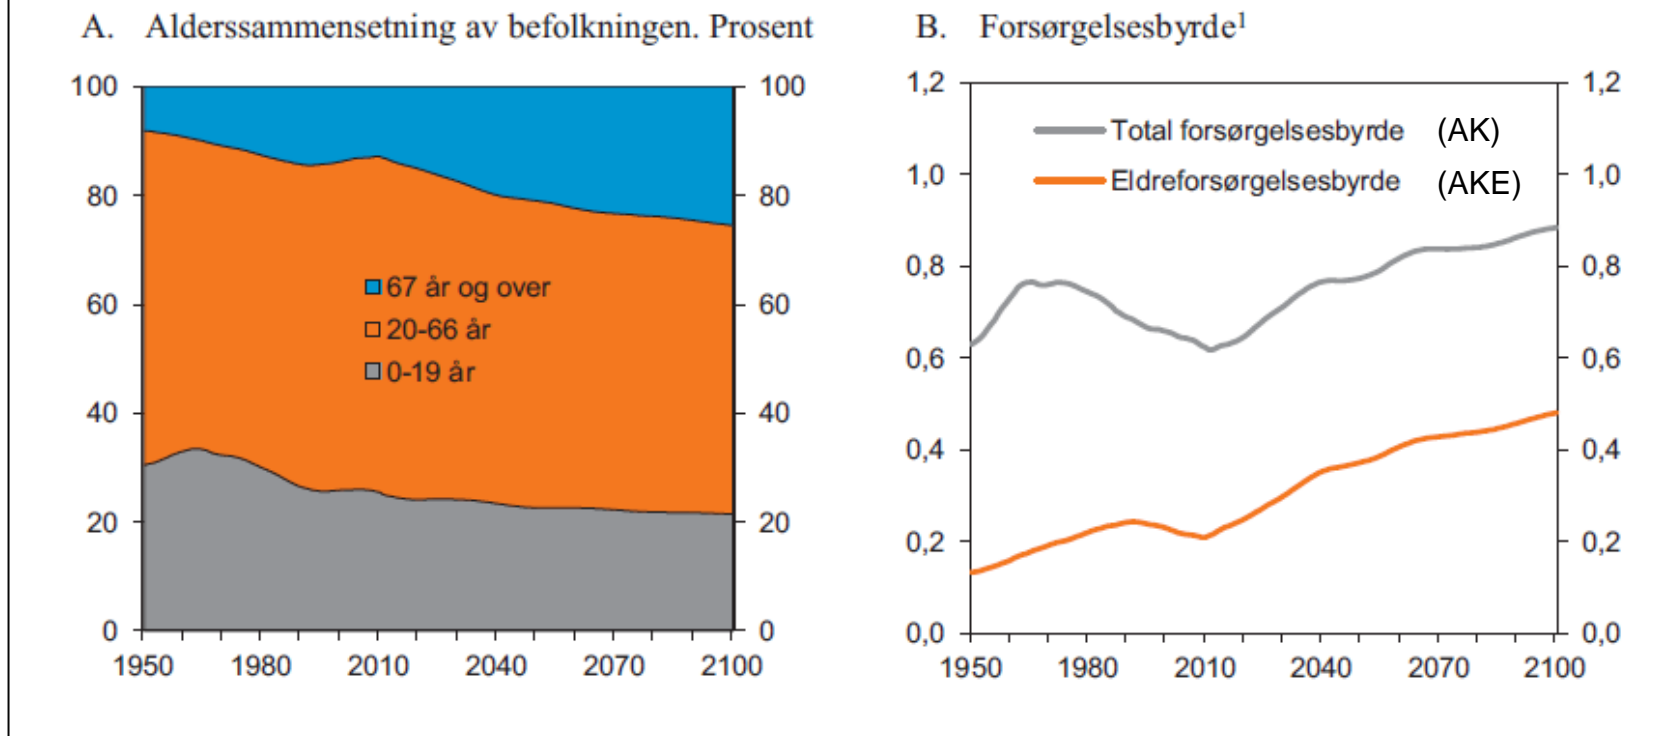 A. Alderssammensetning av befolkningen. Prosent
100
80
60
40
20
0
100
80
60
40
20
0
67 år og over
20-66 år
0-19 år
1950 1980 2010 2040 2070 2100
B. Forsørgelsesbyrde¹
1,2
1,0
0,8
0,6
0,4
0,2
0,0
1,2
1,0
0,8
0,6
0,4
0,2
0,0
Total forsørgelsesbyrde (AK)
Eldreforsørgelsesbyrde (AKE)
1950 1980 2010 2040 2070 2100